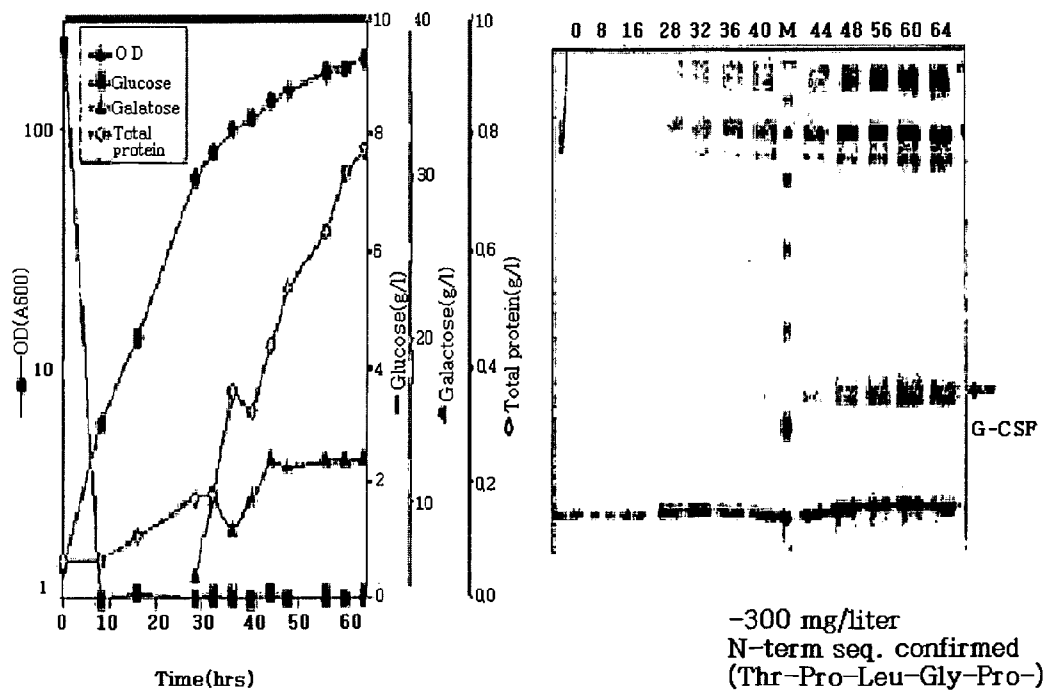 OD
Glucose
Galatose
Total protein
100
10
1
OD(A600)
0 10 20 30 40 50 60
Time(hrs)
10
8
6
4
2
0
Glucose(g/l)
40
30
20
10
Galactose(g/l)
1.0
0.8
0.6
0.4
0.2
0.0
Total protein(g/l)
0 8 16 28 32 36 40 M 44 48 56 60 64
G-CSF
-300 mg/liter
N-term seq. confirmed
(Thr-Pro-Leu-Gly-Pro-)